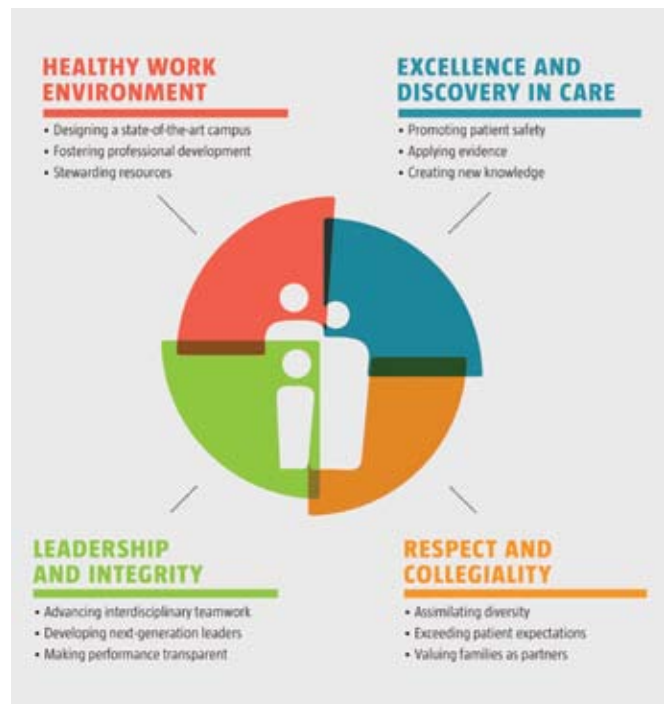 HEALTHY WORK
ENVIRONMENT
• Designing a state-of-the-art campus
• Fostering professional development
• Stewarding resources
EXCELLENCE AND
DISCOVERY IN CARE
• Promoting patient safety
• Applying evidence
• Creating new knowledge
LEADERSHIP
AND INTEGRITY
• Advancing interdisciplinary teamwork
• Developing next-generation leaders
• Making performance transparent
RESPECT AND
COLLEGIALITY
• Assimilating diversity
• Exceeding patient expectations
• Valuing families as partners